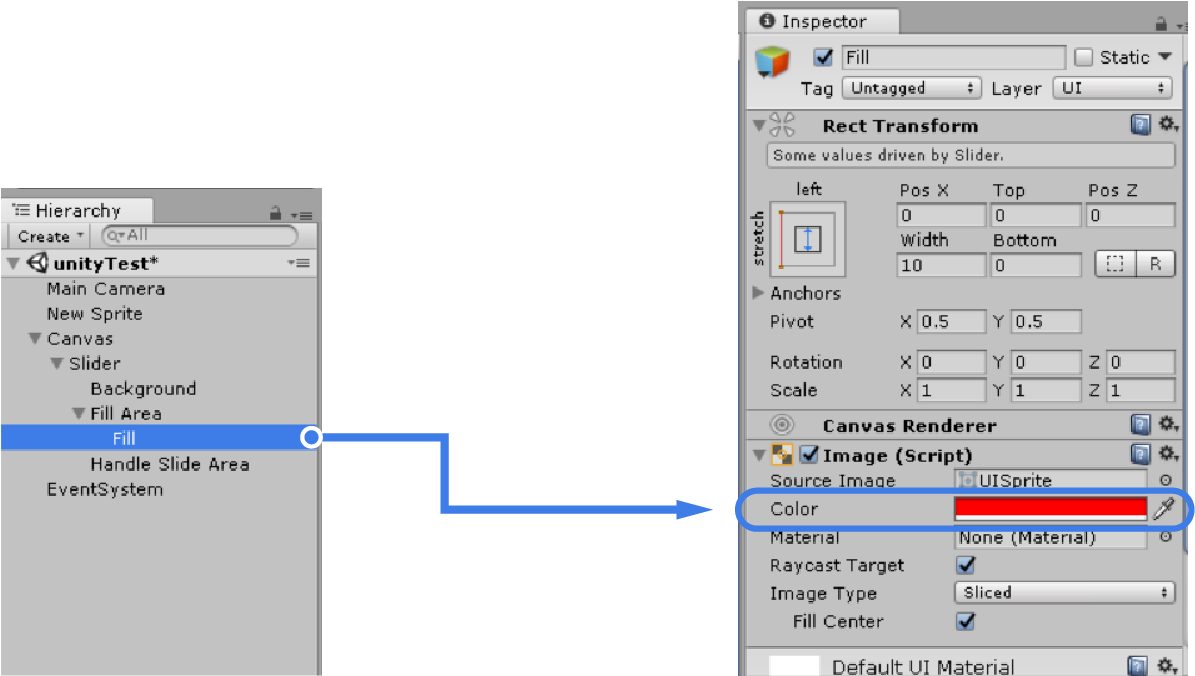 Hierarchy
Create All
unityTest*
Main Camera
New Sprite
Canvas
Slider
Background
Fill Area
Fill
Handle Slide Area
EventSystem
Inspector
Fill Static
Tag Untagged Layer UI
Rect Transform
Some values driven by Slider.
left Pos X Top Pos Z
stretch 0 0 0
Width Bottom
10 0 R
Anchors
Pivot X 0.5 Y 0.5
Rotation X 0 Y 0 Z 0
Scale X 1 Y 1 Z 1
Canvas Renderer
Image (Script)
Source Image UISprite
Color
Material None (Material)
Raycast Target
Image Type Sliced
Fill Center
Default UI Material